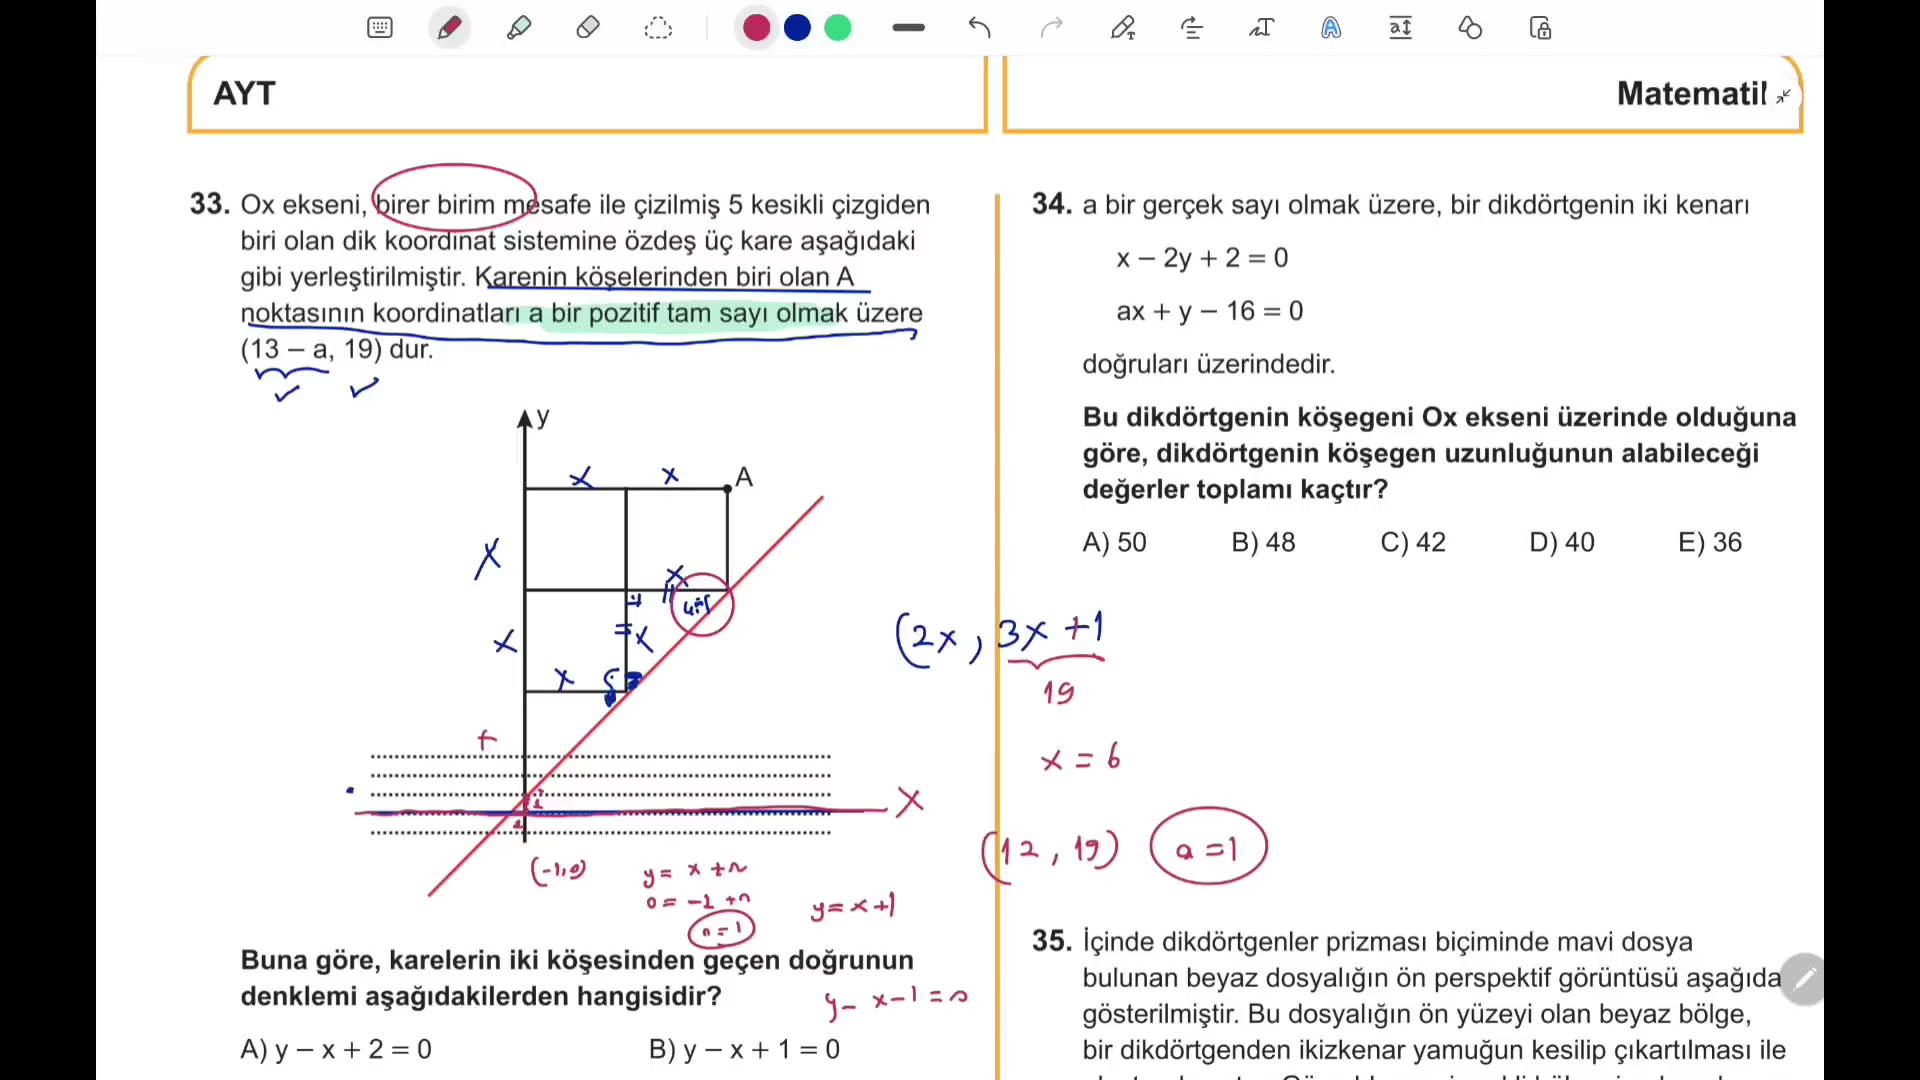 AYT
Matematil
33. Ox ekseni, birer birim mesafe ile çizilmiş 5 kesikli çizgiden
biri olan dik koordinat sistemine özdeş üç kare aşağıdaki
gibi yerleştirilmiştir. Karenin köşelerinden biri olan A
noktasının koordinatları a bir pozitif tam sayı olmak üzere
(13 – a, 19) dur.
y
x x A
x
x
x
x
x
x
(-1,0)
y = x + n
0 = -1 + n
n = 1
y = x + 1
Buna göre, karelerin iki köşesinden geçen doğrunun
denklemi aşağıdakilerden hangisidir?
y - x - 1 = 0
A) y – x + 2 = 0 B) y – x + 1 = 0
34. a bir gerçek sayı olmak üzere, bir dikdörtgenin iki kenarı
x – 2y + 2 = 0
ax + y – 16 = 0
doğruları üzerindedir.
Bu dikdörtgenin köşegeni Ox ekseni üzerinde olduğuna
göre, dikdörtgenin köşegen uzunluğunun alabileceği
değerler toplamı kaçtır?
A) 50 B) 48 C) 42 D) 40 E) 36
(2x, 3x + 1
19
x = 6
(12, 19) a = 1
35. İçinde dikdörtgenler prizması biçiminde mavi dosya
bulunan beyaz dosyalığın ön perspektif görüntüsü aşağıda
gösterilmiştir. Bu dosyalığın ön yüzeyi olan beyaz bölge,
bir dikdörtgenden ikizkenar yamuğun kesilip çıkartılması ile